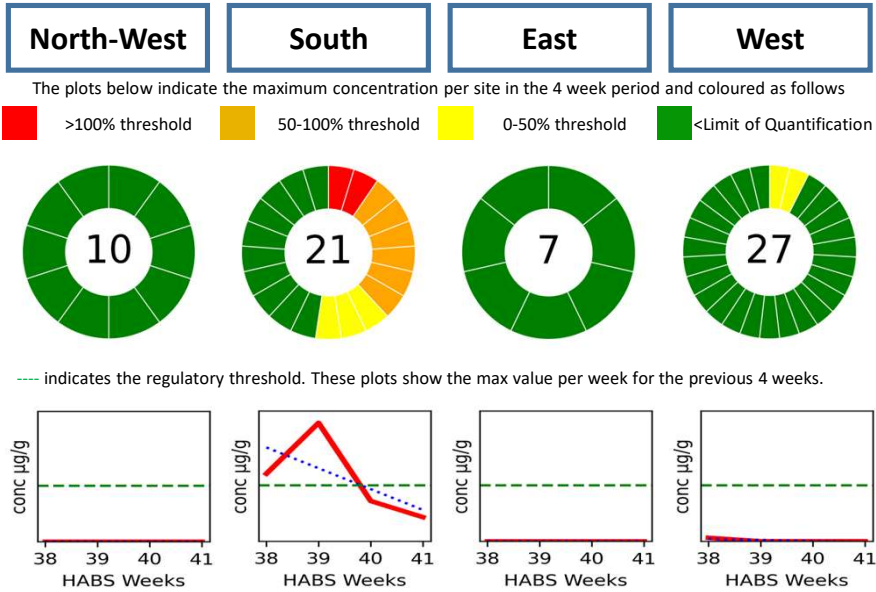 North-West South East West
The plots below indicate the maximum concentration per site in the 4 week period and coloured as follows
>100% threshold 50-100% threshold 0-50% threshold <Limit of Quantification
10 21 7 27
---- indicates the regulatory threshold. These plots show the max value per week for the previous 4 weeks.
conc µg/g conc µg/g conc µg/g conc µg/g
38 39 40 41 38 39 40 41 38 39 40 41 38 39 40 41
HABS Weeks HABS Weeks HABS Weeks HABS Weeks